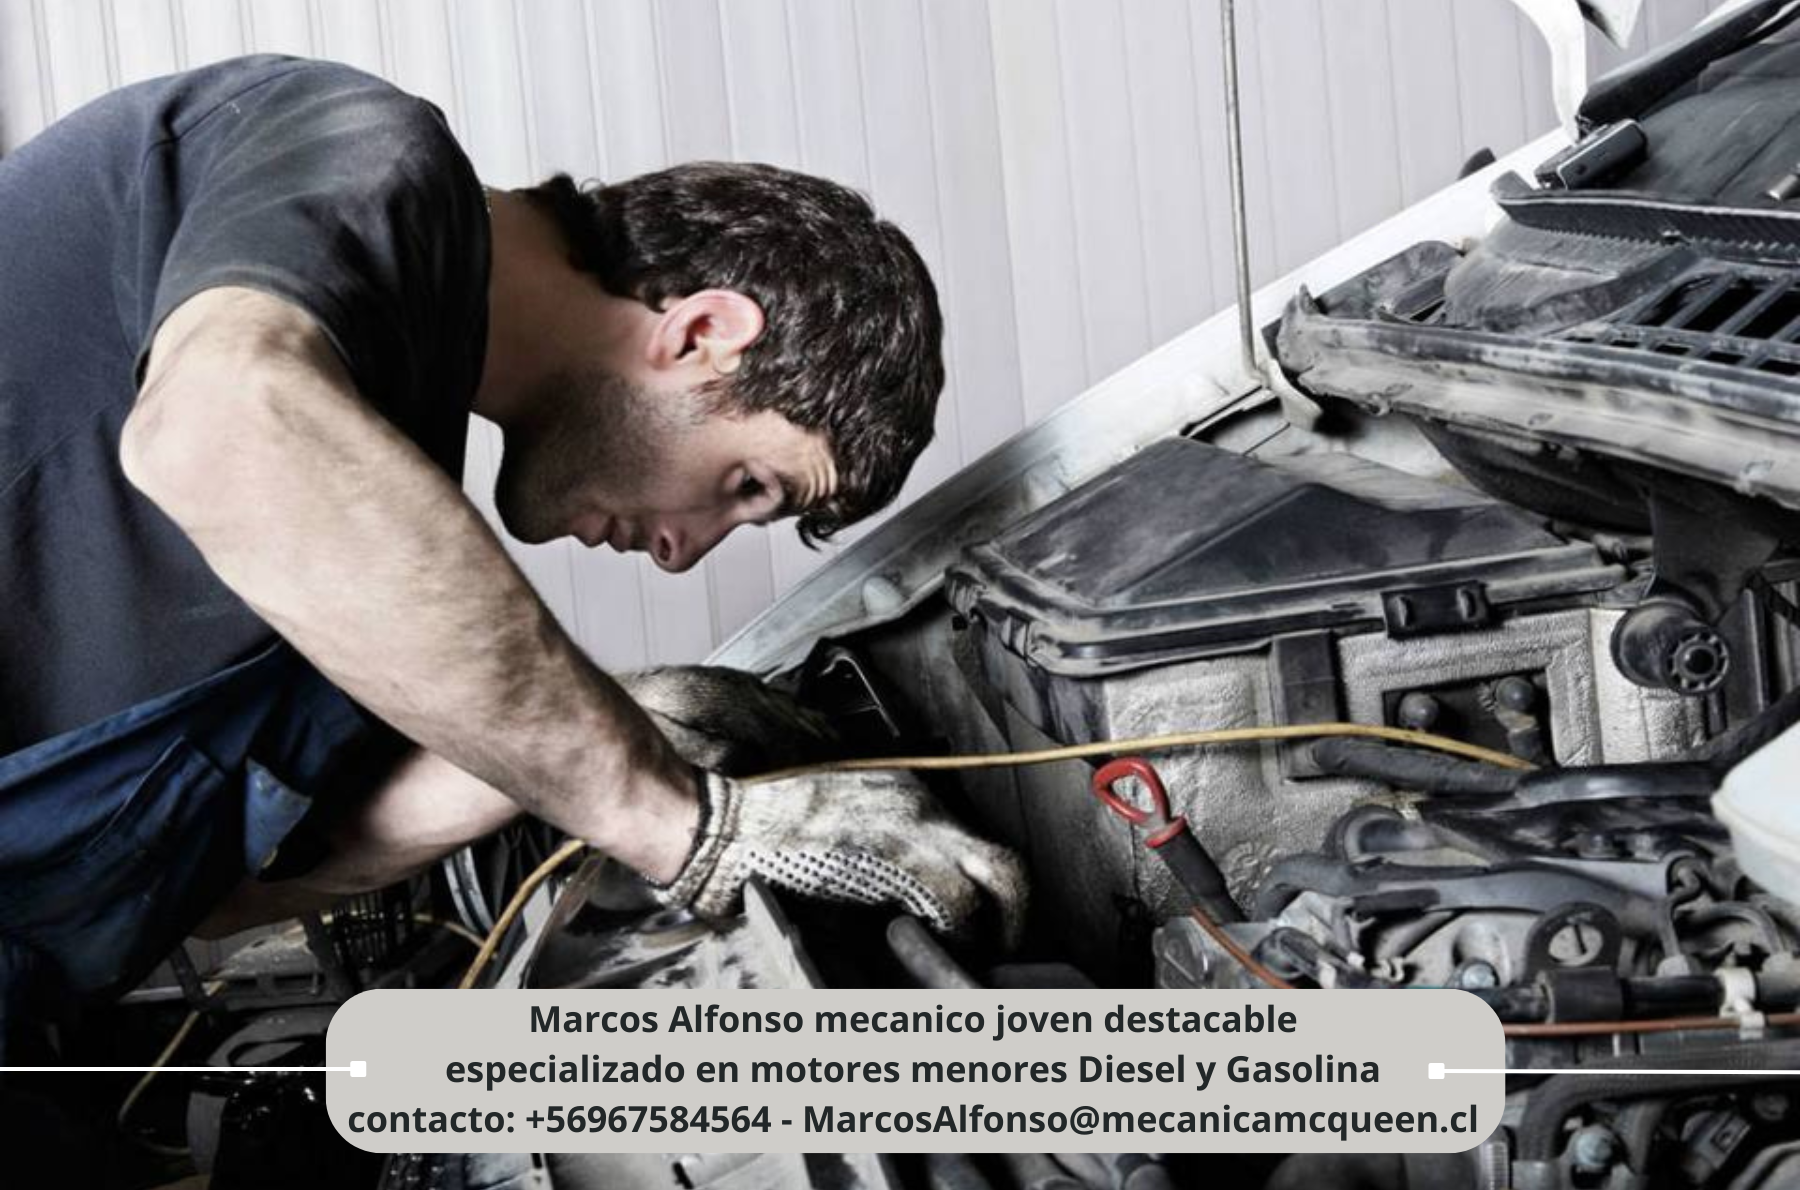 Marcos Alfonso mecanico joven destacable
especializado en motores menores Diesel y Gasolina
contacto: +56967584564 - MarcosAlfonso@mecanicamcqueen.cl